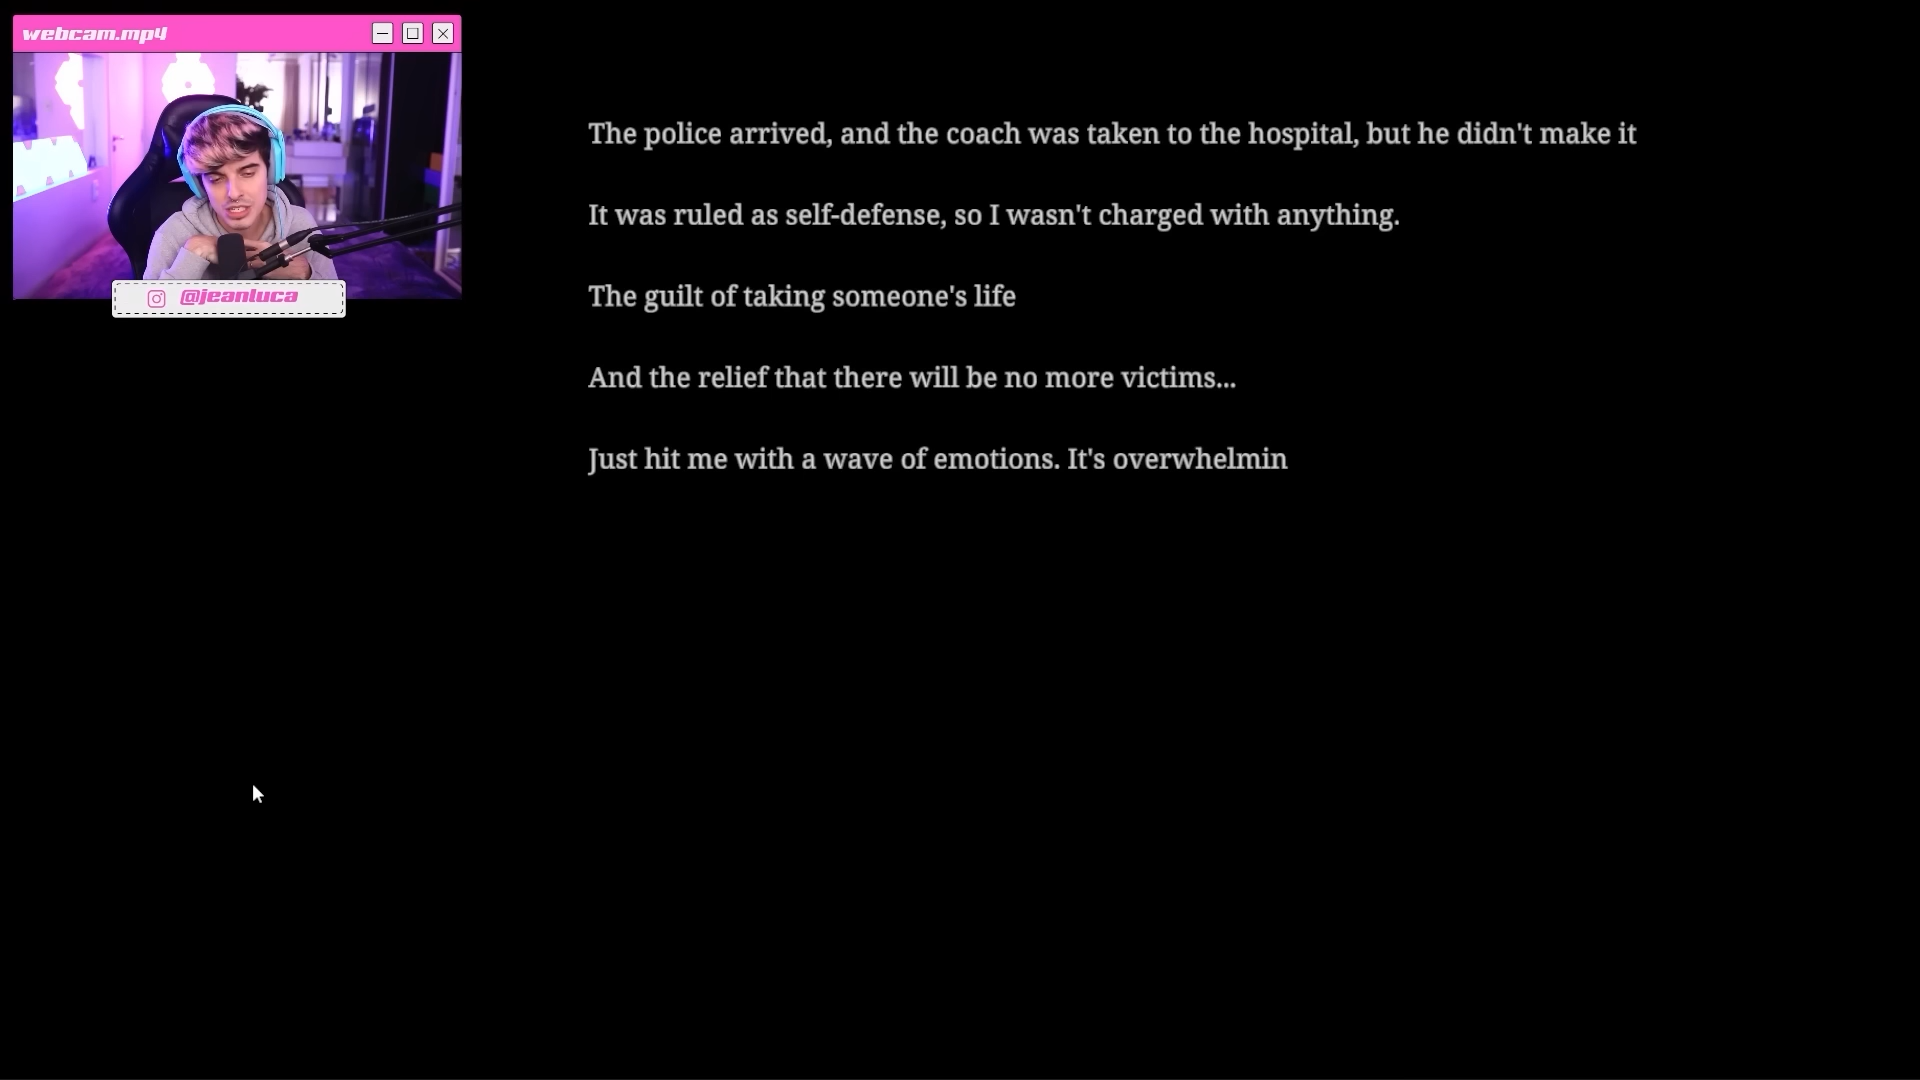 webcam.mp4
@jeanluca
The police arrived, and the coach was taken to the hospital, but he didn't make it
It was ruled as self-defense, so I wasn't charged with anything.
The guilt of taking someone's life
And the relief that there will be no more victims...
Just hit me with a wave of emotions. It's overwhelmin